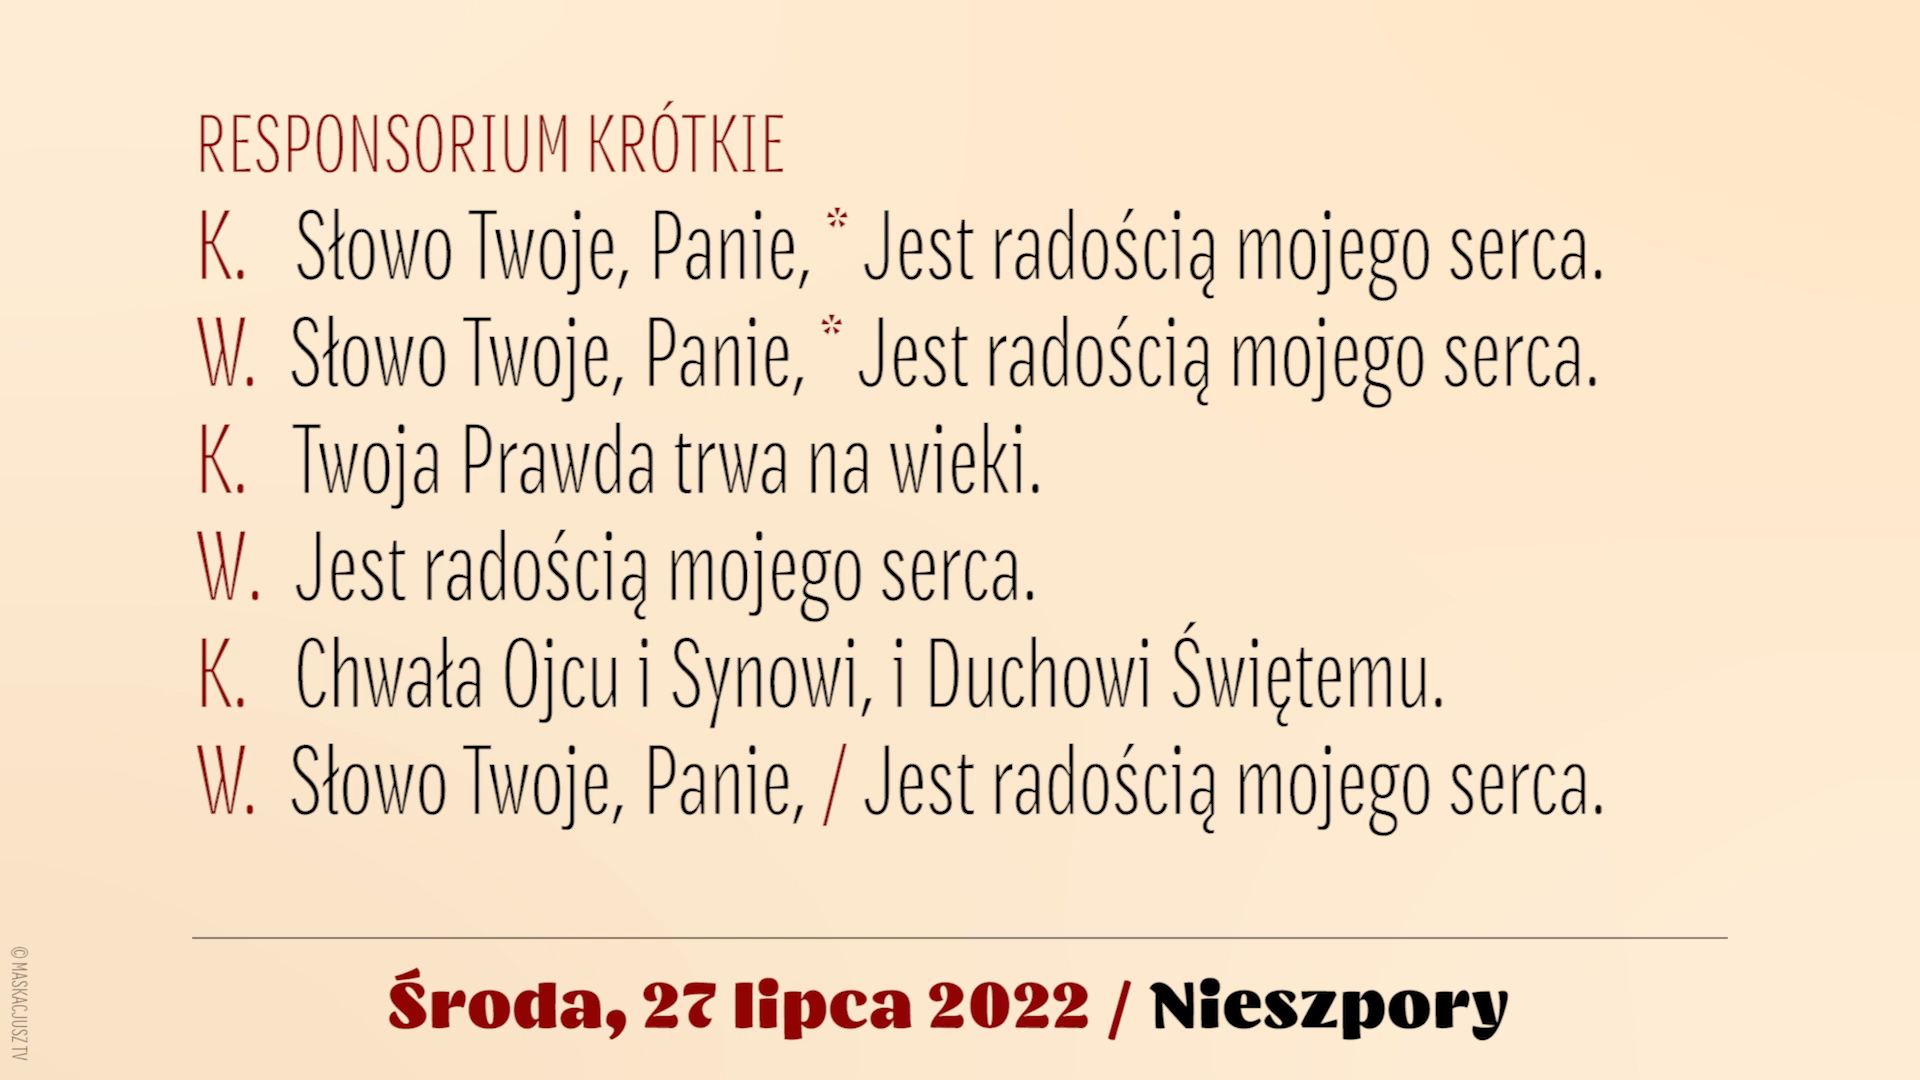 RESPONSORIUM KRÓTKIE
K. Słowo Twoje, Panie, * Jest radością mojego serca.
W. Słowo Twoje, Panie, * Jest radością mojego serca.
K. Twoja Prawda trwa na wieki.
W. Jest radością mojego serca.
K. Chwała Ojcu i Synowi, i Duchowi Świętemu.
W. Słowo Twoje, Panie, / Jest radością mojego serca.
Środa, 27 lipca 2022 / Nieszpory
© MASKACJUSZ TV